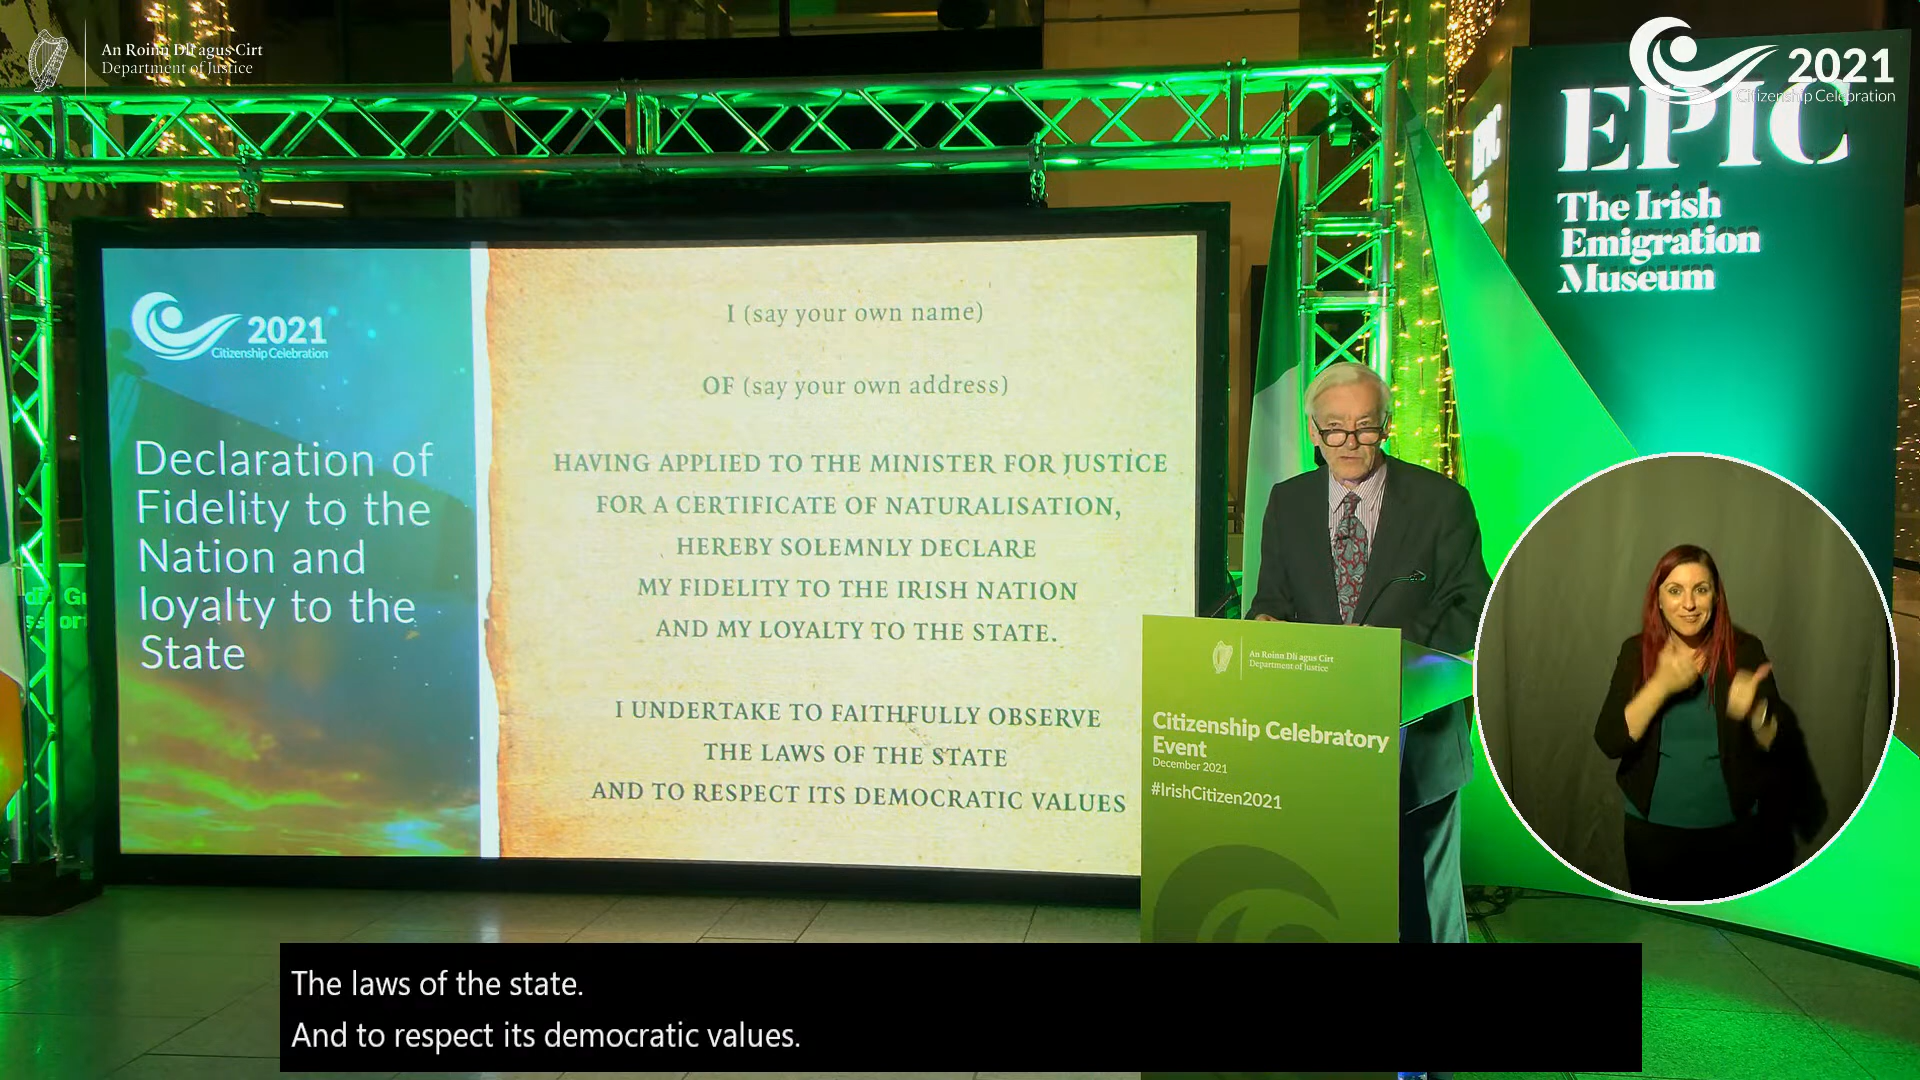 An Roinn Dlí agus Cirt
Department of Justice
EPIC
2021
Citizenship Celebration
EPIC
The Irish
Emigration
Museum
EPIC
2021
Citizenship Celebration
Declaration of
Fidelity to the
Nation and
loyalty to the
State
I (say your own name)
OF (say your own address)
HAVING APPLIED TO THE MINISTER FOR JUSTICE
FOR A CERTIFICATE OF NATURALISATION,
HEREBY SOLEMNLY DECLARE
MY FIDELITY TO THE IRISH NATION
AND MY LOYALTY TO THE STATE.
I UNDERTAKE TO FAITHFULLY OBSERVE
THE LAWS OF THE STATE
AND TO RESPECT ITS DEMOCRATIC VALUES
An Roinn Dlí agus Cirt
Department of Justice
Citizenship Celebratory
Event
December 2021
#IrishCitizen2021
The laws of the state.
And to respect its democratic values.